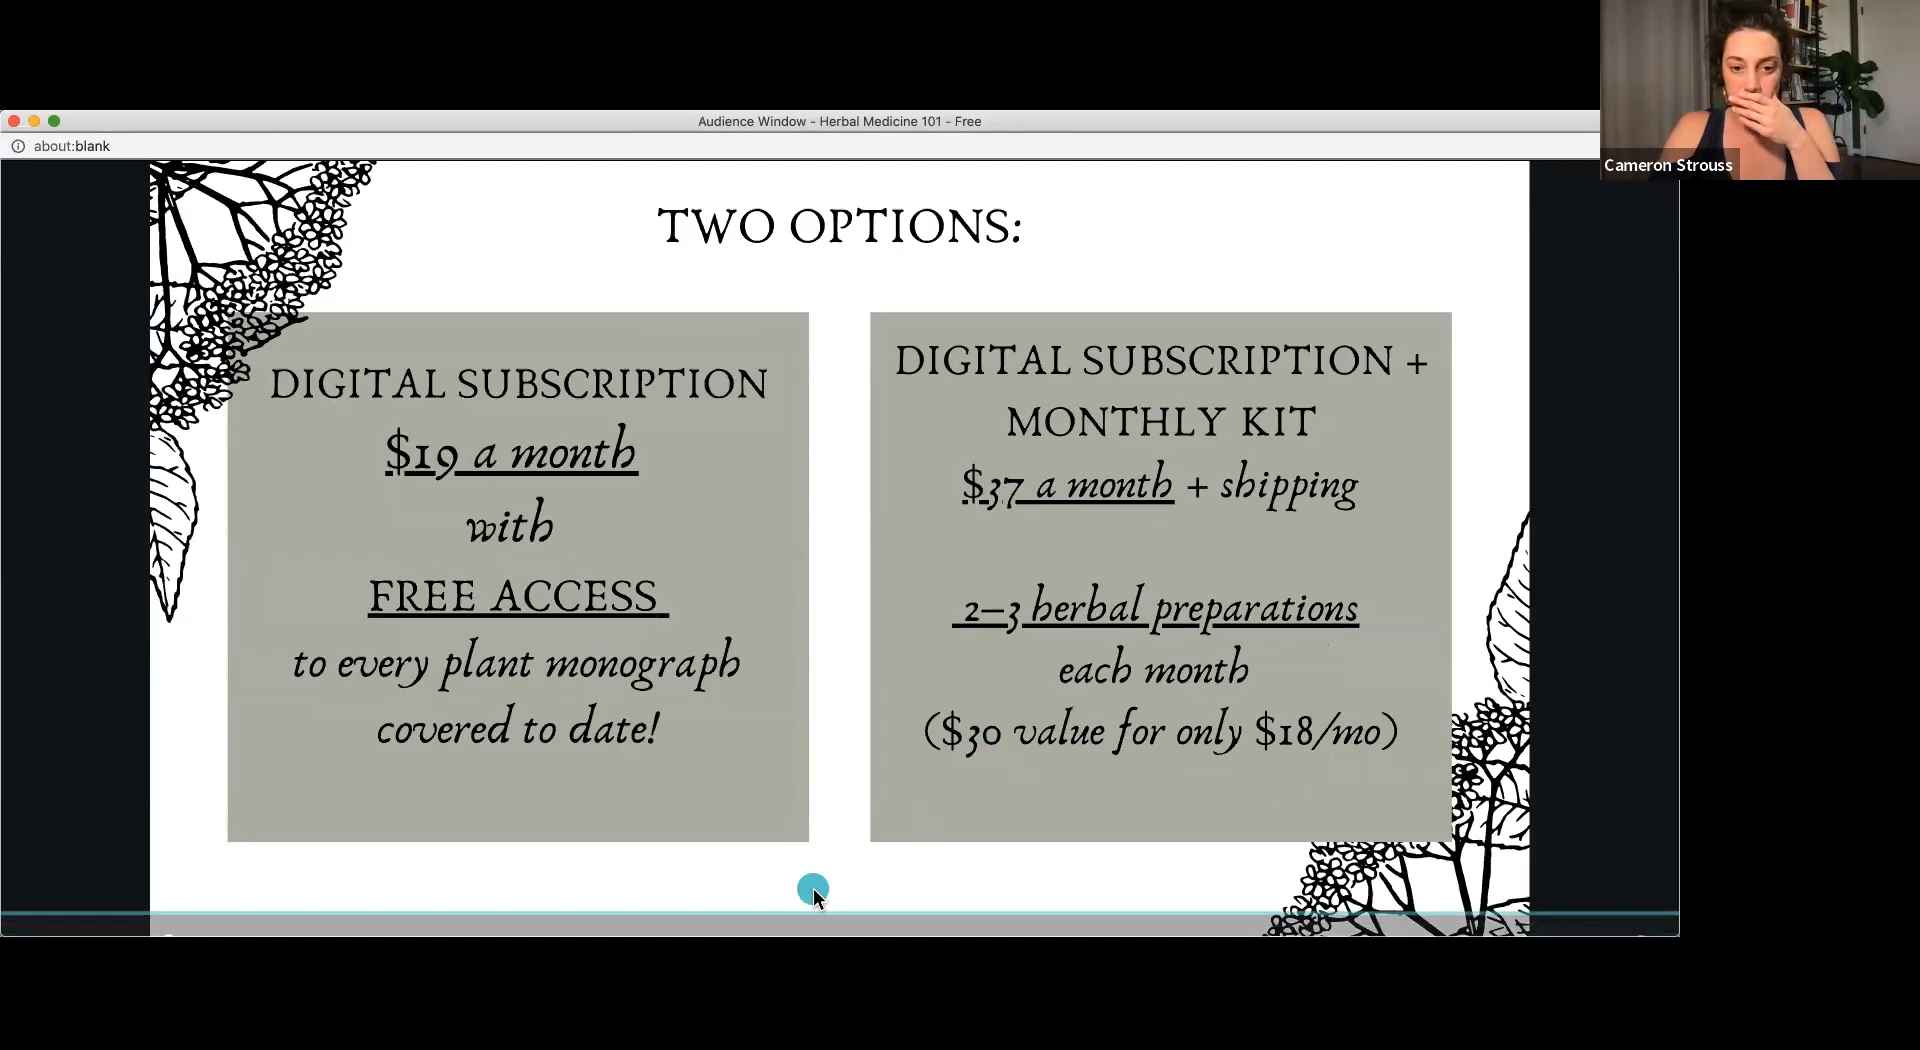 Audience Window - Herbal Medicine 101 - Free
about:blank
Cameron Strouss
TWO OPTIONS:
DIGITAL SUBSCRIPTION
$19 a month
with
FREE ACCESS
to every plant monograph
covered to date!
DIGITAL SUBSCRIPTION +
MONTHLY KIT
$37 a month + shipping
2–3 herbal preparations
each month
($30 value for only $18/mo)